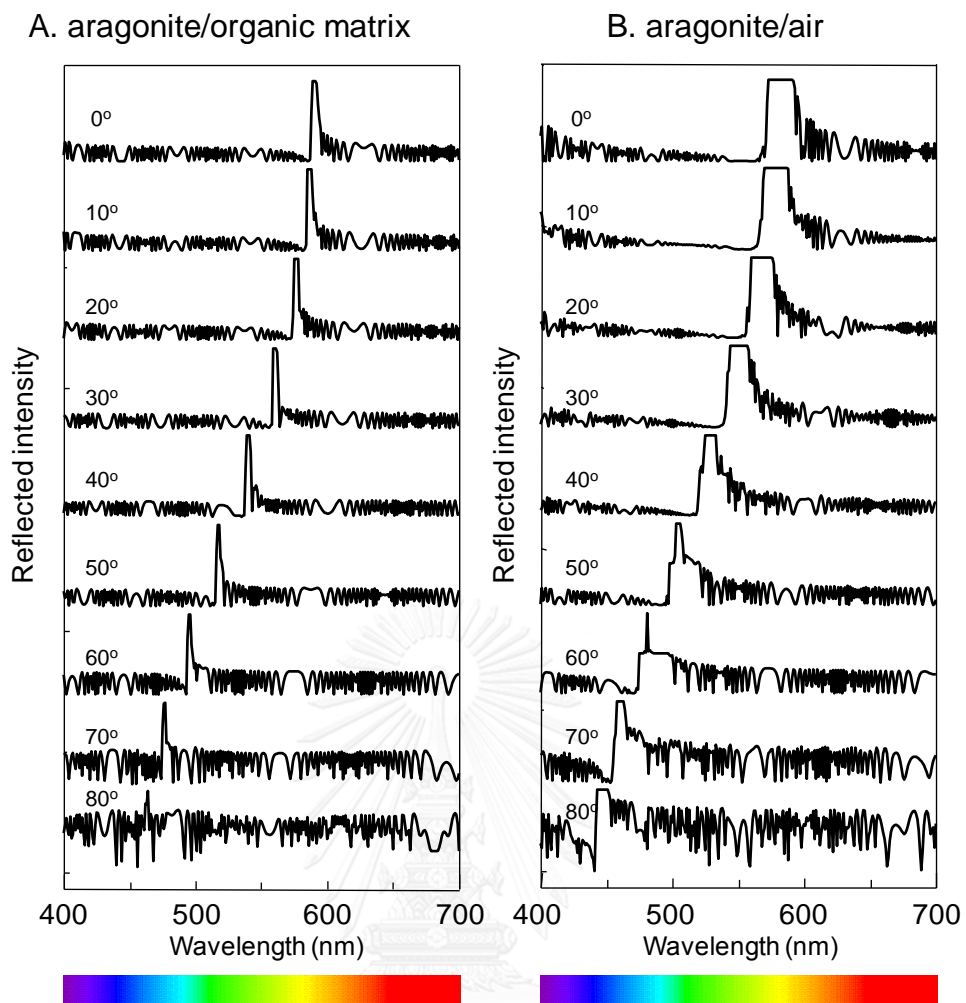 A. aragonite/organic matrix
B. aragonite/air
Reflected intensity
0º
10º
20º
30º
40º
50º
60º
70º
80º
400 500 600 700
Wavelength (nm)
Reflected intensity
0º
10º
20º
30º
40º
50º
60º
70º
80º
400 500 600 700
Wavelength (nm)